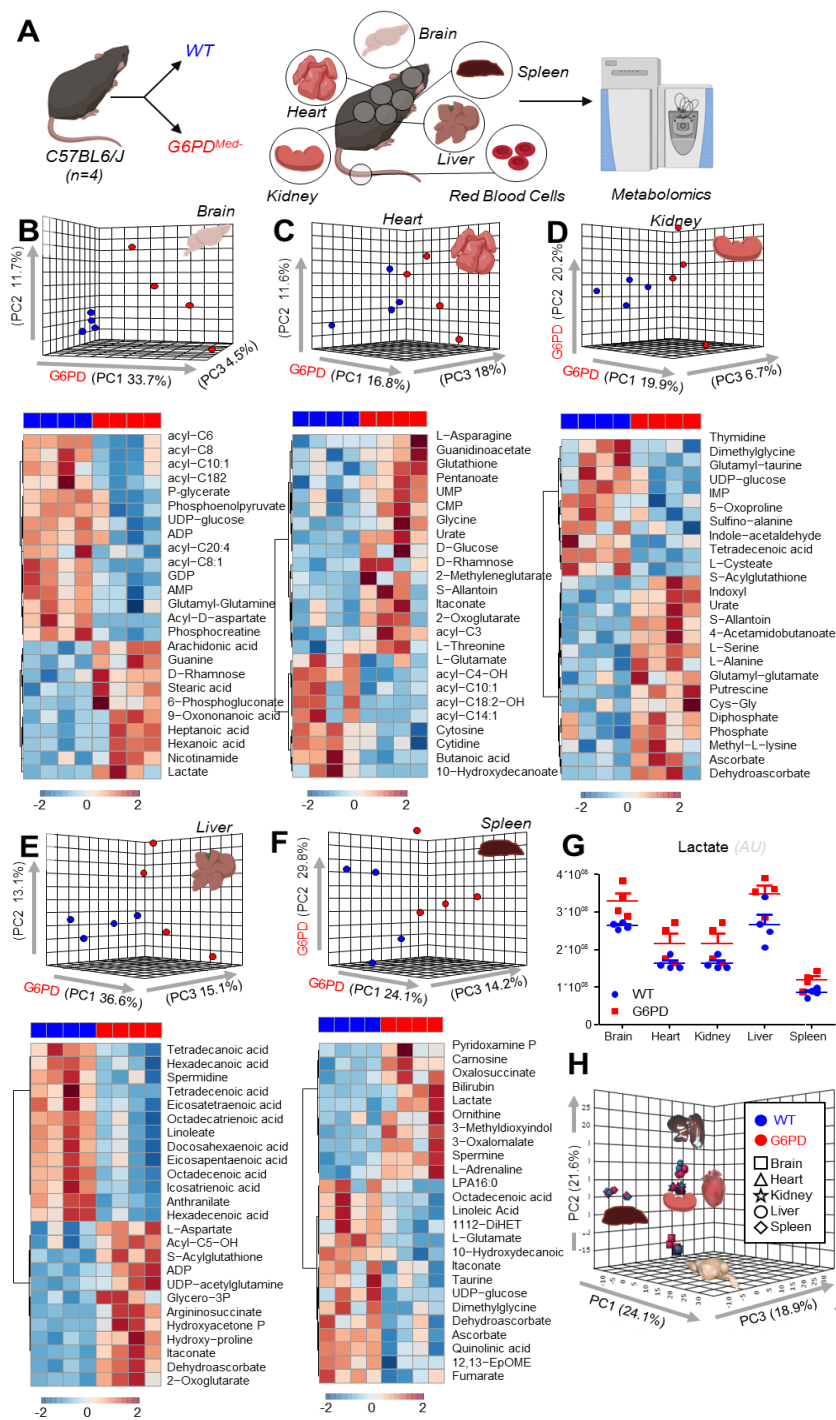 A
WT
G6PD^Med-
C57BL6/J
(n=4)
Brain
Spleen
Heart
Liver
Kidney
Red Blood Cells
Metabolomics
B
Brain
(PC2 11.7%)
G6PD (PC1 33.7%)
(PC3 4.5%)
C
Heart
(PC2 11.6%)
G6PD (PC1 16.8%)
(PC3 18%)
D
Kidney
G6PD (PC2 20.2%)
G6PD (PC1 19.9%)
(PC3 6.7%)
acyl-C6
acyl-C8
acyl-C10:1
acyl-C182
P-glycerate
Phosphoenolpyruvate
UDP-glucose
ADP
acyl-C20:4
acyl-C8:1
GDP
AMP
Glutamyl-Glutamine
Acyl-D-aspartate
Phosphocreatine
Arachidonic acid
Guanine
D-Rhamnose
Stearic acid
6-Phosphogluconate
9-Oxononanoic acid
Heptanoic acid
Hexanoic acid
Nicotinamide
Lactate
-2 0 2
L-Asparagine
Guanidinoacetate
Glutathione
Pentanoate
UMP
CMP
Glycine
Urate
D-Glucose
D-Rhamnose
2-Methyleneglutarate
S-Allantoin
Itaconate
2-Oxoglutarate
acyl-C3
L-Threonine
L-Glutamate
acyl-C4-OH
acyl-C10:1
acyl-C18:2-OH
acyl-C14:1
Cytosine
Cytidine
Butanoic acid
10-Hydroxydecanoate
-2 0 2
Thymidine
Dimethylglycine
Glutamyl-taurine
UDP-glucose
IMP
5-Oxoproline
Sulfino-alanine
Indole-acetaldehyde
Tetradecenoic acid
L-Cysteate
S-Acylglutathione
Indoxyl
Urate
S-Allantoin
4-Acetamidobutanoate
L-Serine
L-Alanine
Glutamyl-glutamate
Putrescine
Cys-Gly
Diphosphate
Phosphate
Methyl-L-lysine
Ascorbate
Dehydroascorbate
-2 0 2
E
Liver
(PC2 13.1%)
G6PD (PC1 36.6%)
(PC3 15.1%)
F
Spleen
G6PD (PC2 29.8%)
G6PD (PC1 24.1%)
(PC3 14.2%)
G
Lactate (AU)
4*10^08
3*10^08
2*10^08
1*10^08
0
WT
G6PD
Brain Heart Kidney Liver Spleen
Tetradecanoic acid
Hexadecanoic acid
Spermidine
Tetradecenoic acid
Eicosatetraenoic acid
Octadecatrienoic acid
Linoleate
Docosahexaenoic acid
Eicosapentaenoic acid
Octadecenoic acid
Icosatrienoic acid
Anthranilate
Hexadecenoic acid
L-Aspartate
Acyl-C5-OH
S-Acylglutathione
ADP
UDP-acetylglutamine
Glycero-3P
Argininosuccinate
Hydroxyacetone P
Hydroxy-proline
Itaconate
Dehydroascorbate
2-Oxoglutarate
-2 0 2
Pyridoxamine P
Carnosine
Oxalosuccinate
Bilirubin
Lactate
Ornithine
3-Methyldioxyindol
3-Oxalomalate
Spermine
L-Adrenaline
LPA16:0
Octadecenoic acid
Linoleic Acid
1112-DiHET
L-Glutamate
10-Hydroxydecanoic
Itaconate
Taurine
UDP-glucose
Dimethylglycine
Dehydroascorbate
Ascorbate
Quinolinic acid
12,13-EpOME
Fumarate
-2 0 2
H
WT
G6PD
Brain
Heart
Kidney
Liver
Spleen
PC2 (21.6%)
PC1 (24.1%)
PC3 (18.9%)